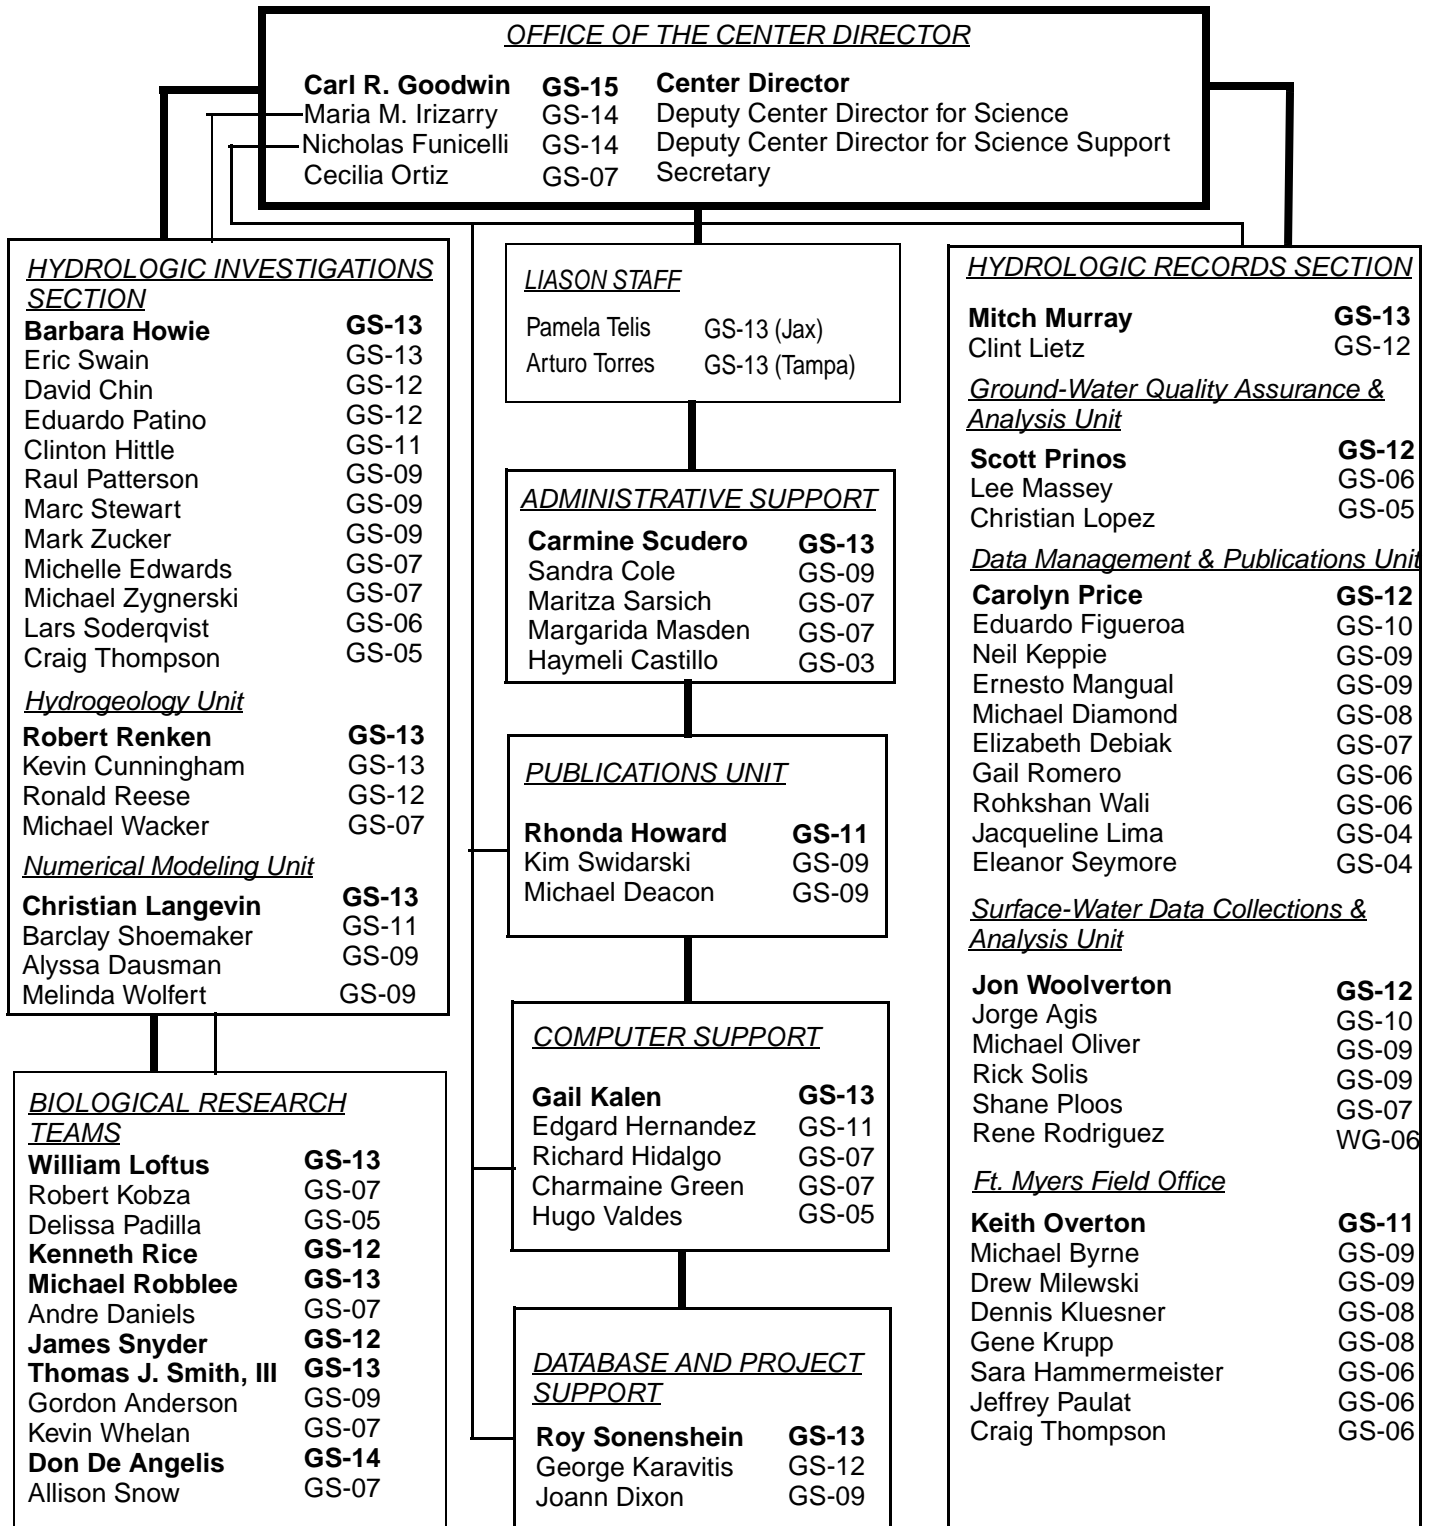 OFFICE OF THE CENTER DIRECTOR
Carl R. Goodwin GS-15 Center Director
Maria M. Irizarry GS-14 Deputy Center Director for Science
Nicholas Funicelli GS-14 Deputy Center Director for Science Support
Cecilia Ortiz GS-07 Secretary
HYDROLOGIC INVESTIGATIONS
SECTION
Barbara Howie GS-13
Eric Swain GS-13
David Chin GS-12
Eduardo Patino GS-12
Clinton Hittle GS-11
Raul Patterson GS-09
Marc Stewart GS-09
Mark Zucker GS-09
Michelle Edwards GS-07
Michael Zygnerski GS-07
Lars Soderqvist GS-06
Craig Thompson GS-05
Hydrogeology Unit
Robert Renken GS-13
Kevin Cunningham GS-13
Ronald Reese GS-12
Michael Wacker GS-07
Numerical Modeling Unit
Christian Langevin GS-13
Barclay Shoemaker GS-11
Alyssa Dausman GS-09
Melinda Wolfert GS-09
BIOLOGICAL RESEARCH
TEAMS
William Loftus GS-13
Robert Kobza GS-07
Delissa Padilla GS-05
Kenneth Rice GS-12
Michael Robblee GS-13
Andre Daniels GS-07
James Snyder GS-12
Thomas J. Smith, III GS-13
Gordon Anderson GS-09
Kevin Whelan GS-07
Don De Angelis GS-14
Allison Snow GS-07
LIASON STAFF
Pamela Telis GS-13 (Jax)
Arturo Torres GS-13 (Tampa)
ADMINISTRATIVE SUPPORT
Carmine Scudero GS-13
Sandra Cole GS-09
Maritza Sarsich GS-07
Margarida Masden GS-07
Haymeli Castillo GS-03
PUBLICATIONS UNIT
Rhonda Howard GS-11
Kim Swidarski GS-09
Michael Deacon GS-09
COMPUTER SUPPORT
Gail Kalen GS-13
Edgard Hernandez GS-11
Richard Hidalgo GS-07
Charmaine Green GS-07
Hugo Valdes GS-05
DATABASE AND PROJECT
SUPPORT
Roy Sonenshein GS-13
George Karavitis GS-12
Joann Dixon GS-09
HYDROLOGIC RECORDS SECTION
Mitch Murray GS-13
Clint Lietz GS-12
Ground-Water Quality Assurance &
Analysis Unit
Scott Prinos GS-12
Lee Massey GS-06
Christian Lopez GS-05
Data Management & Publications Unit
Carolyn Price GS-12
Eduardo Figueroa GS-10
Neil Keppie GS-09
Ernesto Mangual GS-09
Michael Diamond GS-08
Elizabeth Debiak GS-07
Gail Romero GS-06
Rohkshan Wali GS-06
Jacqueline Lima GS-04
Eleanor Seymore GS-04
Surface-Water Data Collections &
Analysis Unit
Jon Woolverton GS-12
Jorge Agis GS-10
Michael Oliver GS-09
Rick Solis GS-09
Shane Ploos GS-07
Rene Rodriguez WG-06
Ft. Myers Field Office
Keith Overton GS-11
Michael Byrne GS-09
Drew Milewski GS-09
Dennis Kluesner GS-08
Gene Krupp GS-08
Sara Hammermeister GS-06
Jeffrey Paulat GS-06
Craig Thompson GS-06